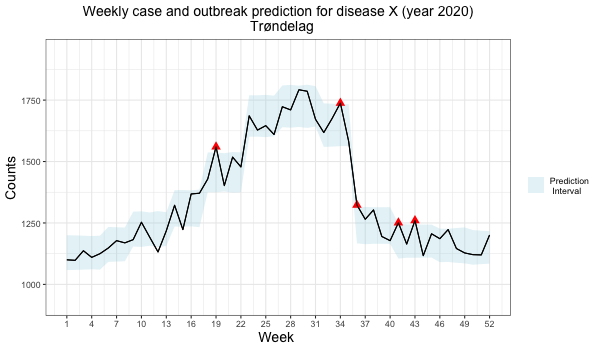 Weekly case and outbreak prediction for disease X (year 2020)
Trøndelag
Counts
1750
1500
1250
1000
1 4 7 10 13 16 19 22 25 28 31 34 37 40 43 46 49 52
Week
Prediction
Interval